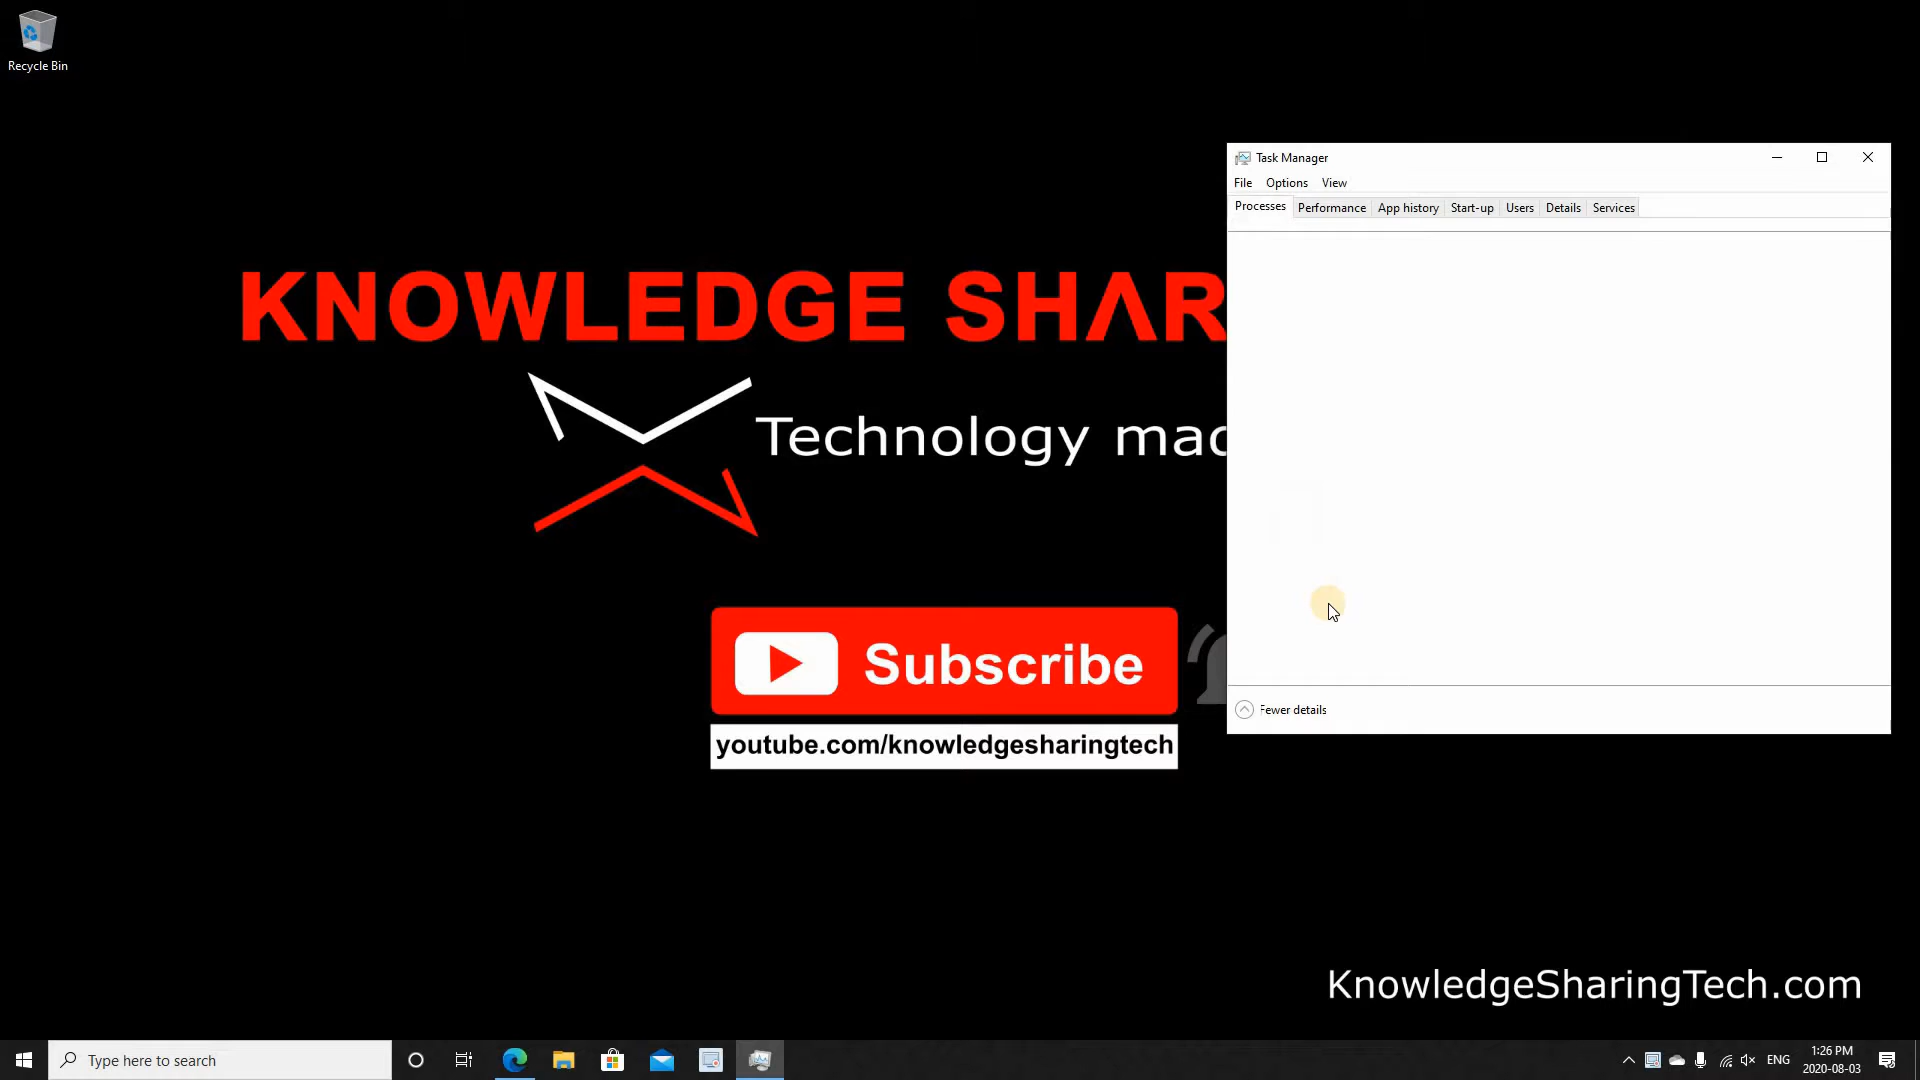 Recycle Bin
KNOWLEDGE SHAR
Technology mad
Subscribe
youtube.com/knowledgesharingtech
Task Manager
File Options View
Processes Performance App history Start-up Users Details Services
Fewer details
KnowledgeSharingTech.com
Type here to search
ENG
1:26 PM
2020-08-03